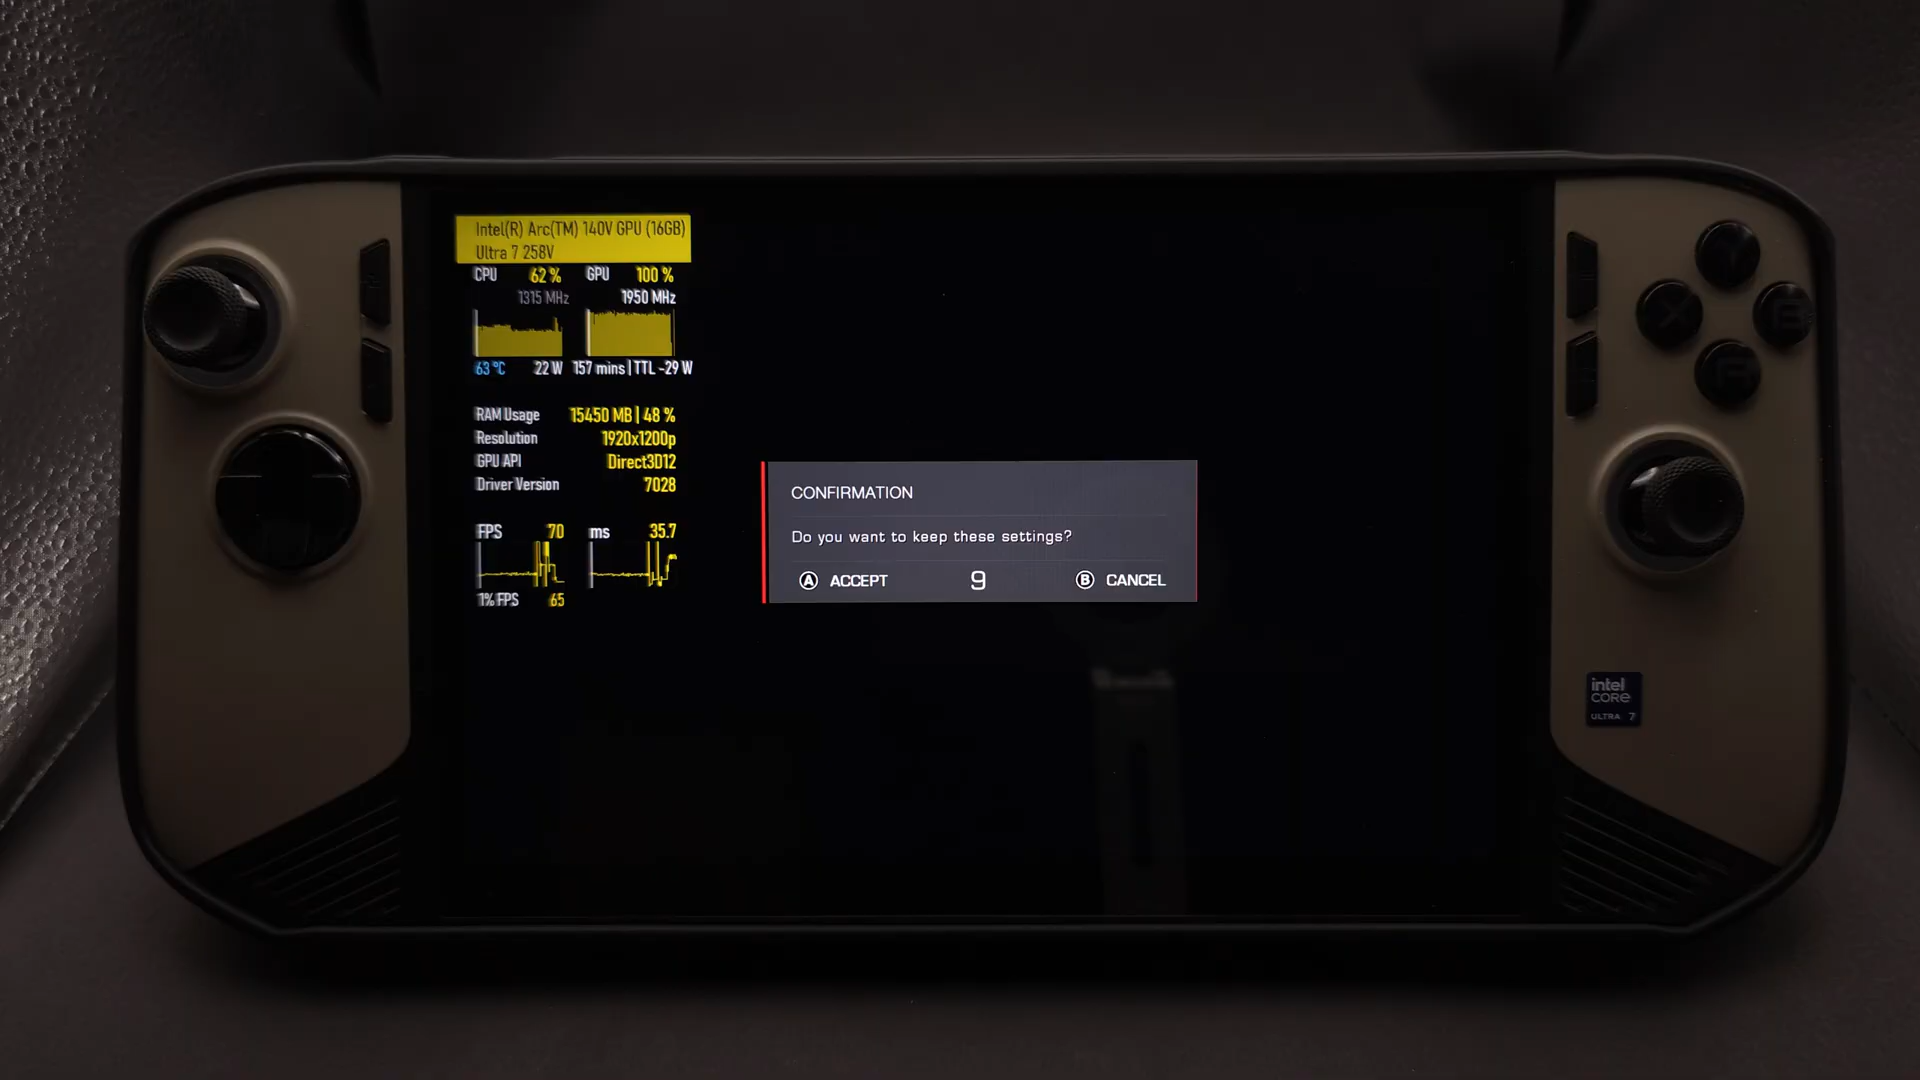 Intel(R) Arc(TM) 140V GPU (16GB)
Ultra 7 258V
CPU 62 % GPU 100 %
1315 MHz 1950 MHz
63 °C 22 W 157 mins | TTL -29 W
RAM Usage 15450 MB | 48 %
Resolution 1920x1200p
GPU API Direct3D12
Driver Version 7028
FPS 70 ms 35.7
1% FPS 65
CONFIRMATION
Do you want to keep these settings?
A ACCEPT 9 B CANCEL
Y
X
B
A
intel
CORE
ULTRA 7